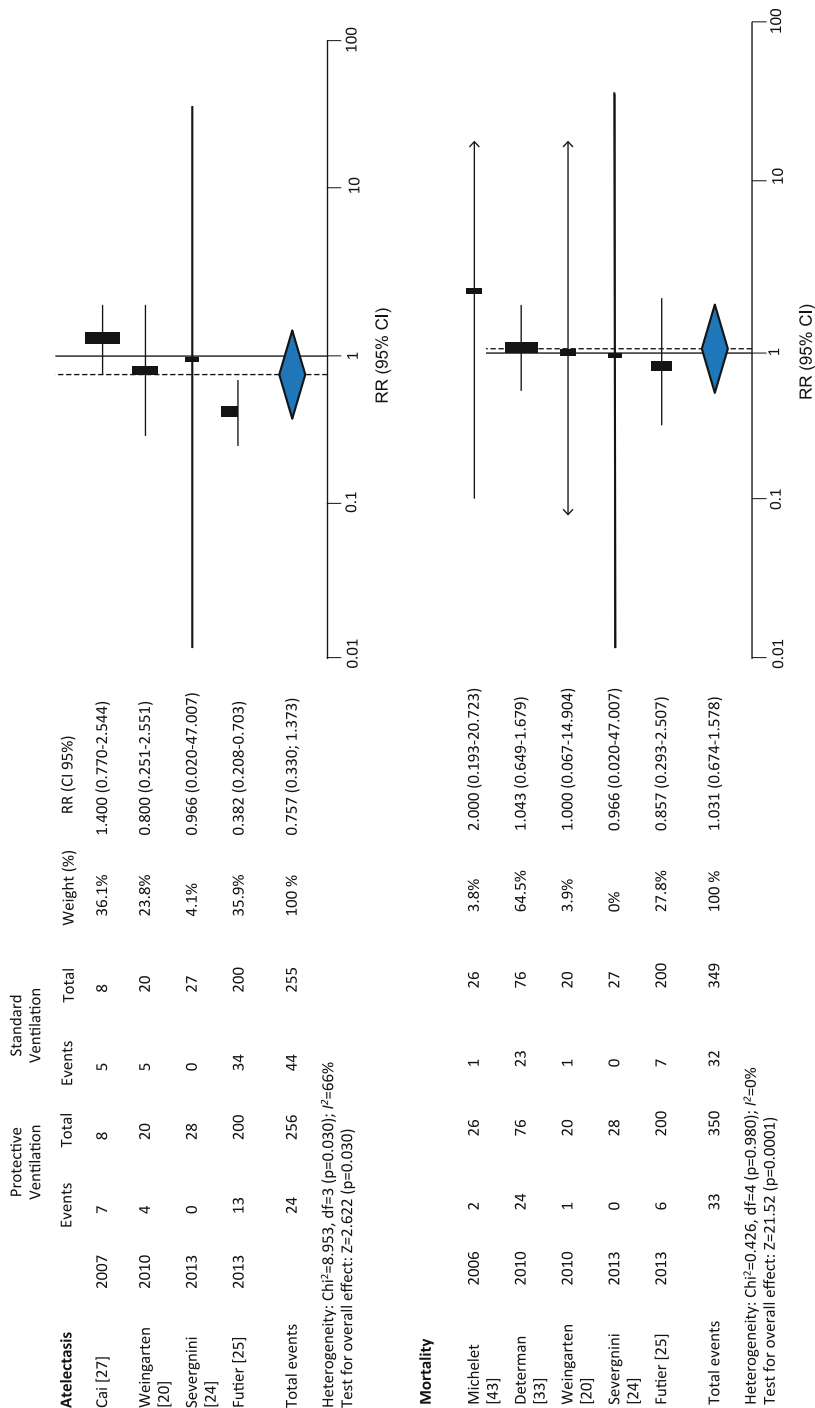 Protective Ventilation Standard Ventilation
Atelectasis Events Total Events Total Weight (%) RR (CI 95%)
Cai [27] 2007 7 8 5 8 36.1% 1.400 (0.770-2.544)
Weingarten [20] 2010 4 20 5 20 23.8% 0.800 (0.251-2.551)
Severgnini [24] 2013 0 28 0 27 4.1% 0.966 (0.020-47.007)
Futier [25] 2013 13 200 34 200 35.9% 0.382 (0.208-0.703)
Total events 24 256 44 255 100 % 0.757 (0.330; 1.373)
Heterogeneity: Chi²=8.953, df=3 (p=0.030); I²=66%
Test for overall effect: Z=2.622 (p=0.030)
0.01 0.1 1 10 100
RR (95% CI)
Mortality
Michelet [43] 2006 2 26 1 26 3.8% 2.000 (0.193-20.723)
Determan [33] 2010 24 76 23 76 64.5% 1.043 (0.649-1.679)
Weingarten [20] 2010 1 20 1 20 3.9% 1.000 (0.067-14.904)
Severgnini [24] 2013 0 28 0 27 0% 0.966 (0.020-47.007)
Futier [25] 2013 6 200 7 200 27.8% 0.857 (0.293-2.507)
Total events 33 350 32 349 100 % 1.031 (0.674-1.578)
Heterogeneity: Chi²=0.426, df=4 (p=0.980); I²=0%
Test for overall effect: Z=21.52 (p=0.0001)
0.01 0.1 1 10 100
RR (95% CI)